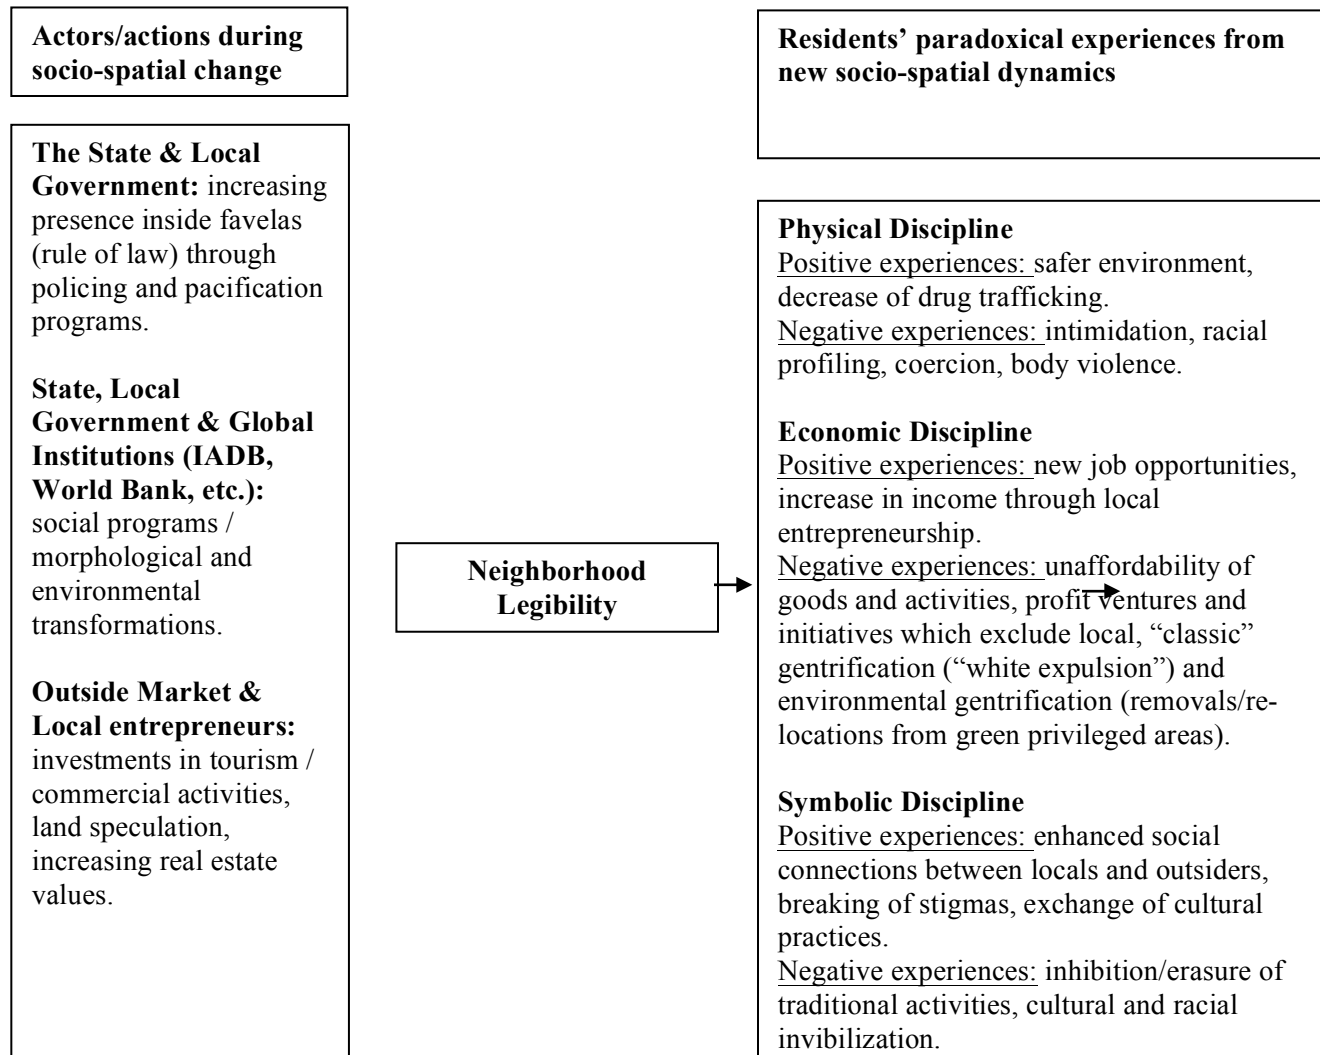 Actors/actions during
socio-spatial change
The State & Local
Government: increasing
presence inside favelas
(rule of law) through
policing and pacification
programs.
State, Local
Government & Global
Institutions (IADB,
World Bank, etc.):
social programs /
morphological and
environmental
transformations.
Outside Market &
Local entrepreneurs:
investments in tourism /
commercial activities,
land speculation,
increasing real estate
values.
Neighborhood
Legibility
Residents’ paradoxical experiences from
new socio-spatial dynamics
Physical Discipline
Positive experiences: safer environment,
decrease of drug trafficking.
Negative experiences: intimidation, racial
profiling, coercion, body violence.
Economic Discipline
Positive experiences: new job opportunities,
increase in income through local
entrepreneurship.
Negative experiences: unaffordability of
goods and activities, profit ventures and
initiatives which exclude local, “classic”
gentrification (“white expulsion”) and
environmental gentrification (removals/re-
locations from green privileged areas).
Symbolic Discipline
Positive experiences: enhanced social
connections between locals and outsiders,
breaking of stigmas, exchange of cultural
practices.
Negative experiences: inhibition/erasure of
traditional activities, cultural and racial
invibilization.